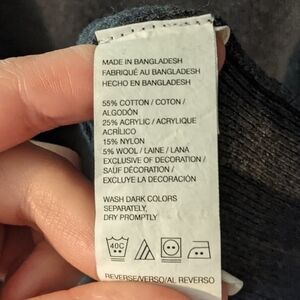 MADE IN BANGLADESH
FABRIQUÉ AU BANGLADESH
HECHO EN BANGLADESH
55% COTTON / COTON /
ALGODÓN
25% ACRYLIC / ACRYLIQUE
ACRÍLICO
15% NYLON
5% WOOL / LAINE / LANA
EXCLUSIVE OF DECORATION /
SAUF DÉCORATION /
EXCLUYE LA DECORACIÓN
WASH DARK COLORS
SEPARATELY,
DRY PROMPTLY
40C
REVERSE/VERSO/AL REVERSO